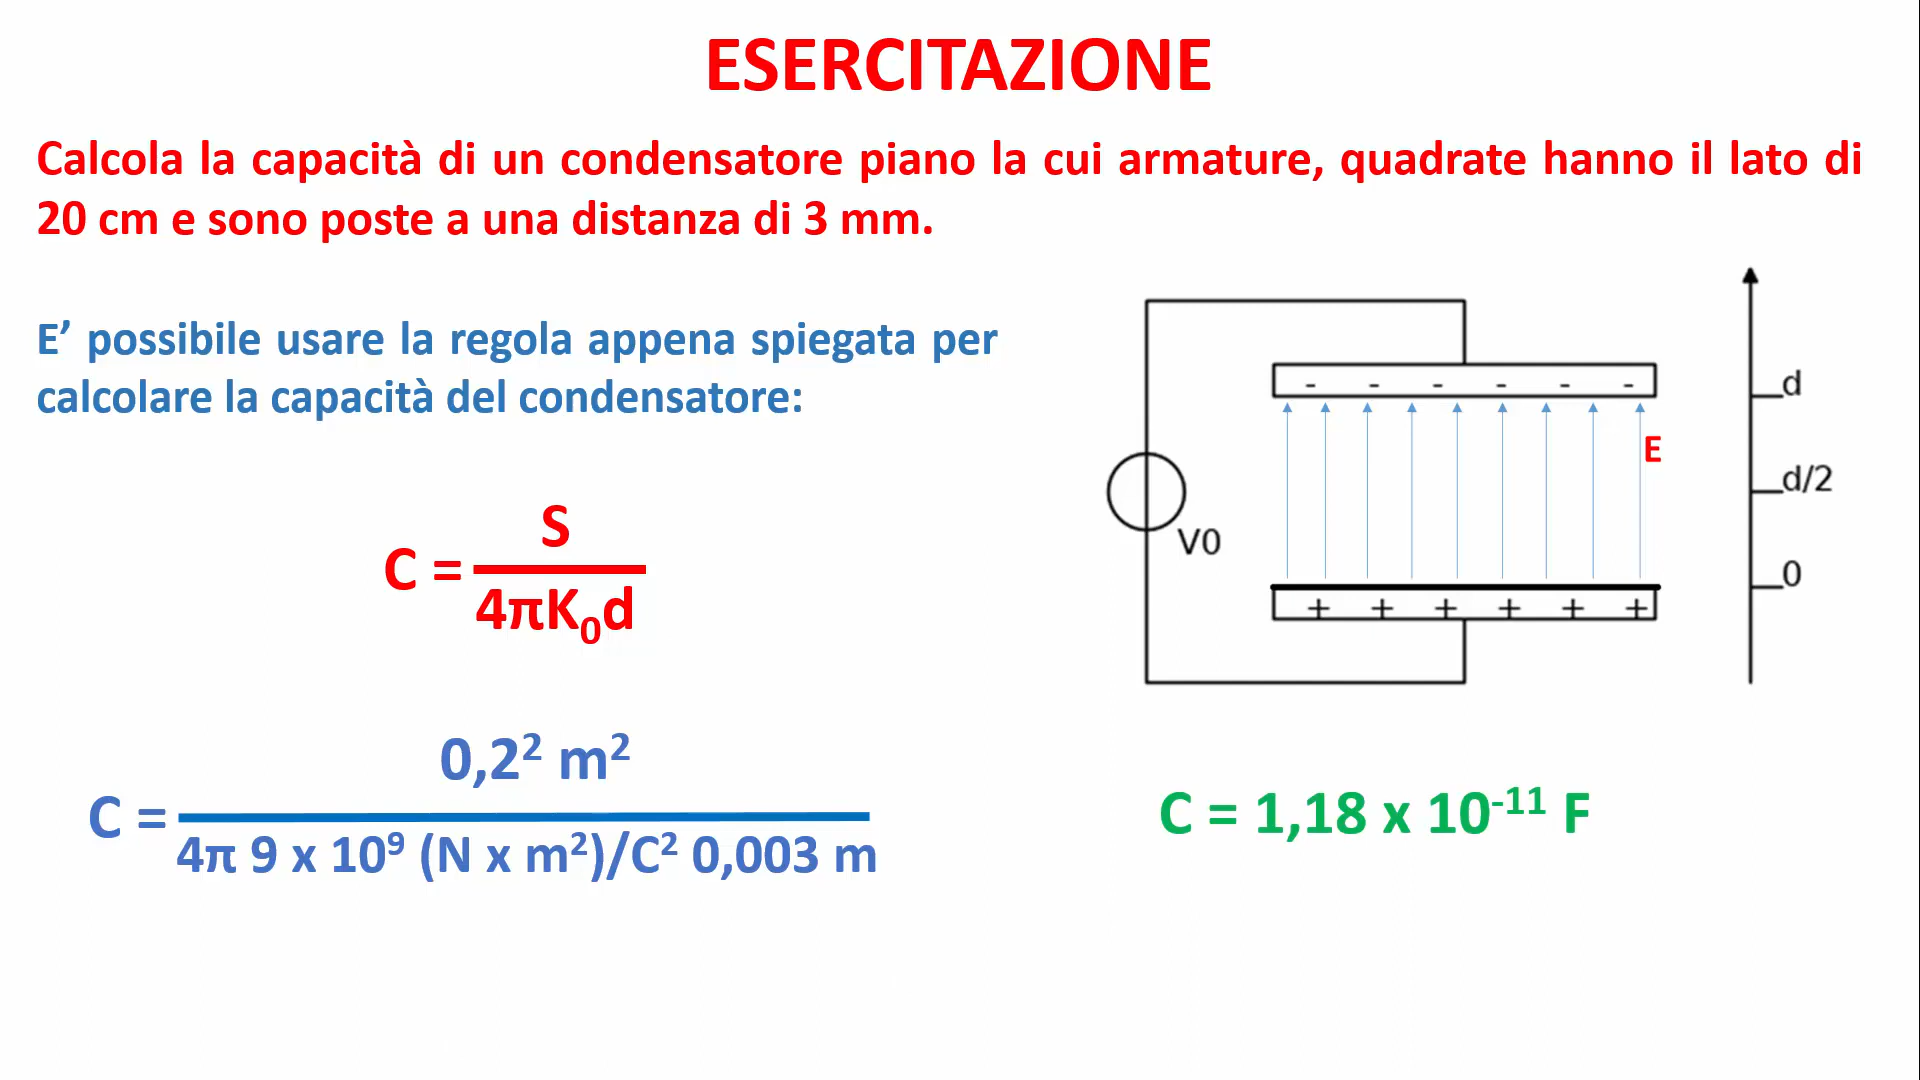 ESERCITAZIONE
Calcola la capacità di un condensatore piano la cui armature, quadrate hanno il lato di
20 cm e sono poste a una distanza di 3 mm.
E’ possibile usare la regola appena spiegata per
calcolare la capacità del condensatore:
C = S
4πK₀d
C = 0,2² m²
4π 9 x 10⁹ (N x m²)/C² 0,003 m
- - - - - -
E
V0
+ + + + + +
d
d/2
0
C = 1,18 x 10⁻¹¹ F